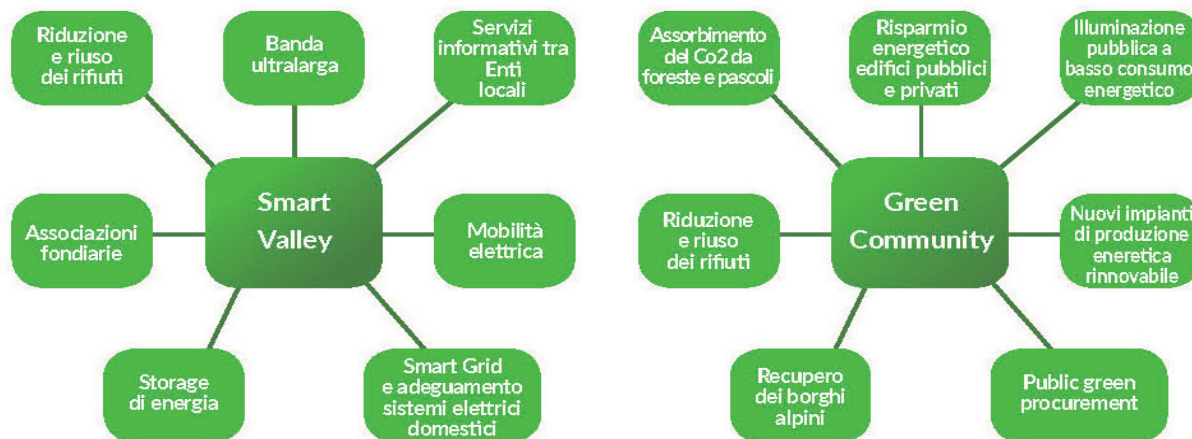 Riduzione
e riuso
dei rifiuti
Banda
ultralarga
Servizi
informativi tra
Enti
locali
Associazioni
fondiarie
Smart
Valley
Mobilità
elettrica
Storage
di energia
Smart Grid
e adeguamento
sistemi elettrici
domestici
Assorbimento
del Co2 da
foreste e pascoli
Risparmio
energetico
edifici pubblici
e privati
Illuminazione
pubblica a
basso consumo
energetico
Riduzione
e riuso
dei rifiuti
Green
Community
Nuovi impianti
di produzione
eneretica
rinnovabile
Recupero
dei borghi
alpini
Public green
procurement